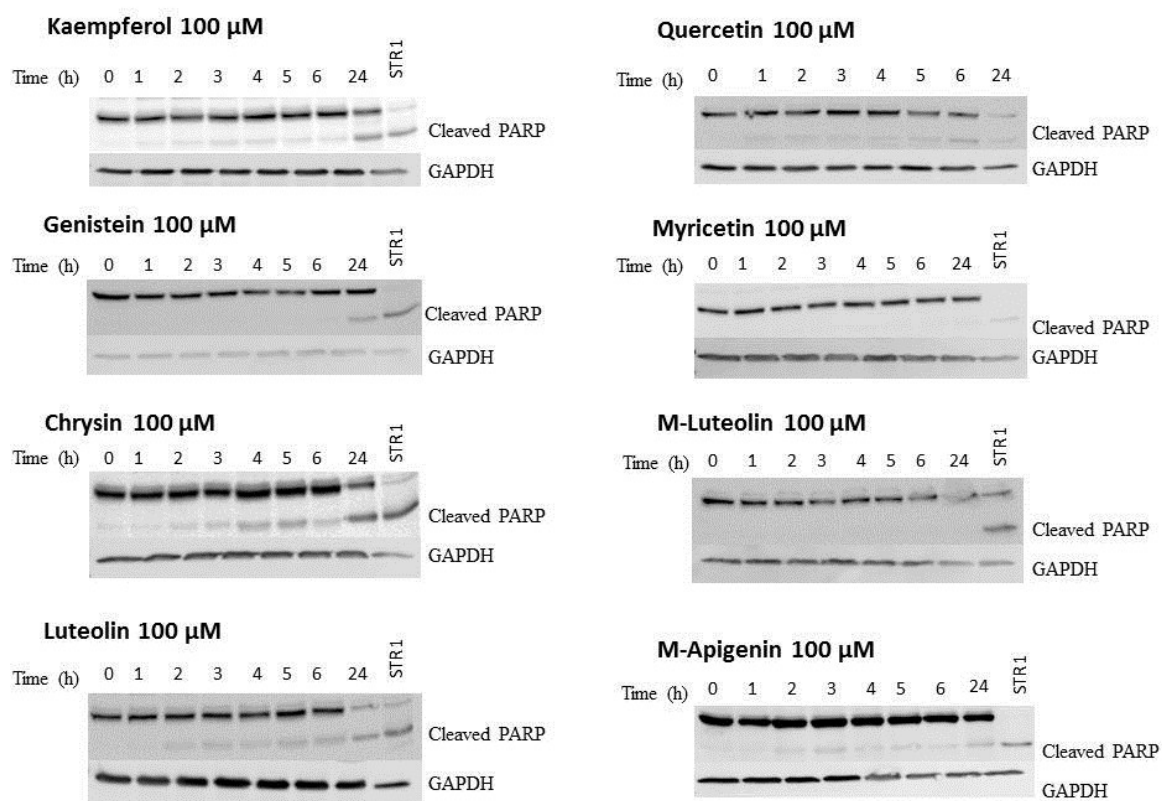 Kaempferol 100 µM
STR1
Time (h) 0 1 2 3 4 5 6 24
Cleaved PARP
GAPDH
Quercetin 100 µM
Time (h) 0 1 2 3 4 5 6 24
Cleaved PARP
GAPDH
Genistein 100 µM
STR1
Time (h) 0 1 2 3 4 5 6 24
Cleaved PARP
GAPDH
Myricetin 100 µM
STR1
Time (h) 0 1 2 3 4 5 6 24
Cleaved PARP
GAPDH
Chrysin 100 µM
STR1
Time (h) 0 1 2 3 4 5 6 24
Cleaved PARP
GAPDH
M-Luteolin 100 µM
STR1
Time (h) 0 1 2 3 4 5 6 24
Cleaved PARP
GAPDH
Luteolin 100 µM
STR1
Time (h) 0 1 2 3 4 5 6 24
Cleaved PARP
GAPDH
M-Apigenin 100 µM
STR1
Time (h) 0 1 2 3 4 5 6 24
Cleaved PARP
GAPDH